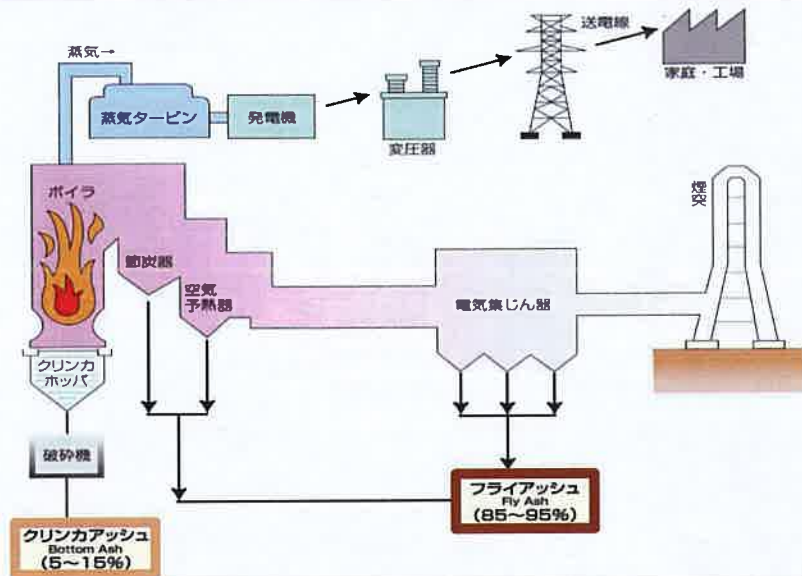 蒸気→
送電線
家庭・工場
蒸気タービン
発電機
変圧器
ボイラ
煙突
節炭器
空気
予熱器
電気集じん器
クリンカ
ホッパ
破砕機
フライアッシュ
Fly Ash
(85～95%)
クリンカアッシュ
Bottom Ash
(5～15%)